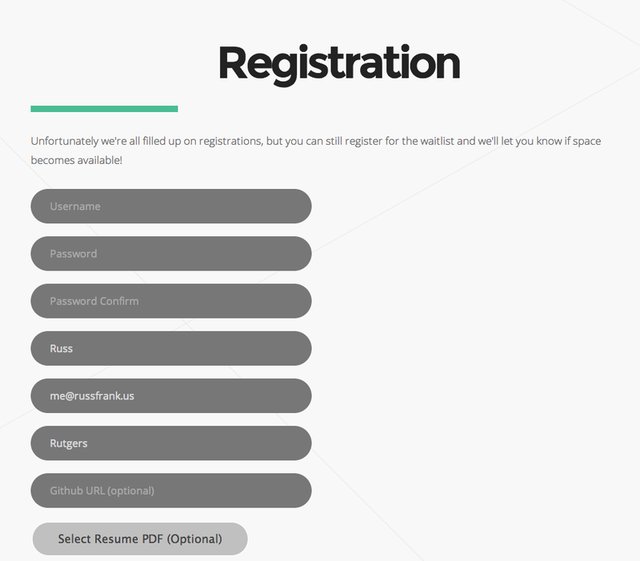 Registration
Unfortunately we're all filled up on registrations, but you can still register for the waitlist and we'll let you know if space
becomes available!
Username
Password
Password Confirm
Russ
me@russfrank.us
Rutgers
Github URL (optional)
Select Resume PDF (Optional)